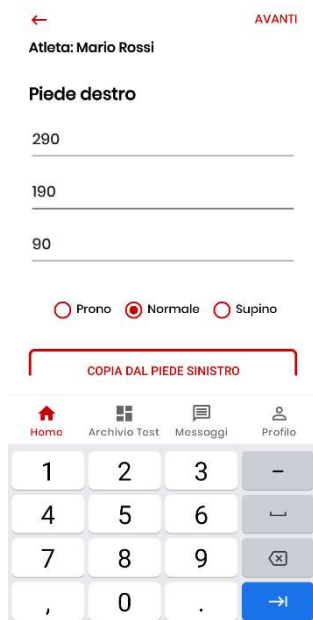 AVANTI
Atleta: Mario Rossi
Piede destro
290
190
90
Prono Normale Supino
COPIA DAL PIEDE SINISTRO
Home Archivio Test Messaggi Profilo
1 2 3 -
4 5 6
7 8 9
, 0 .